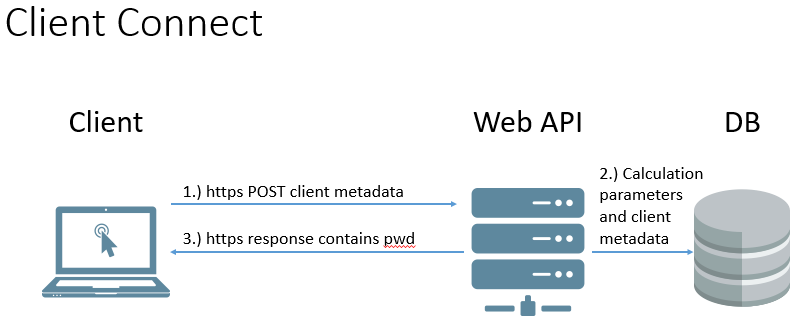 Client Connect
Client
Web API
DB
1.) https POST client metadata
2.) Calculation
parameters
and client
metadata
3.) https response contains pwd